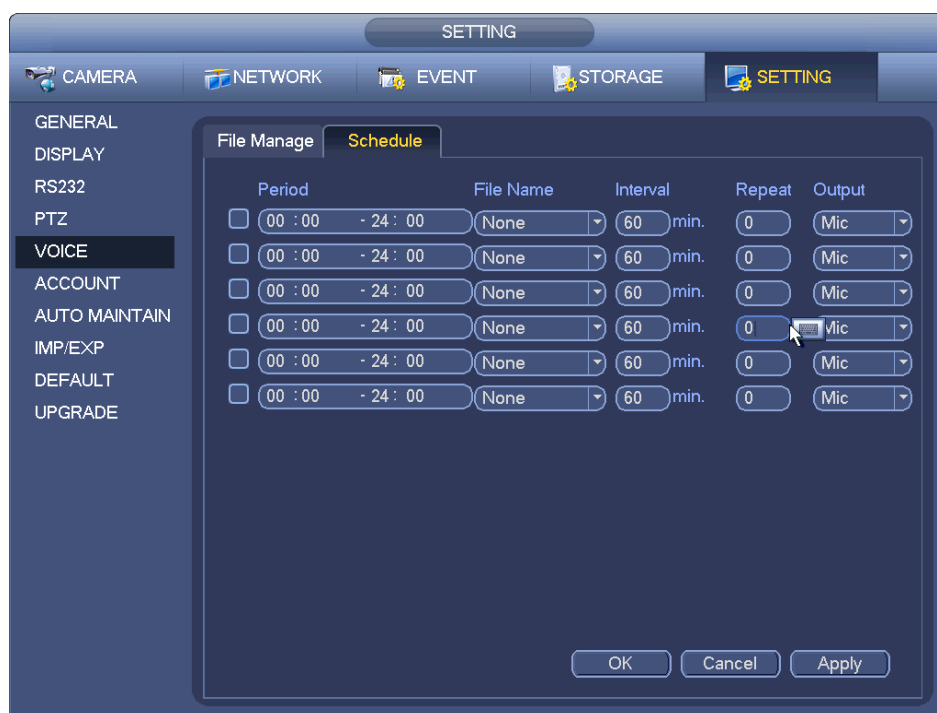 SETTING
CAMERA NETWORK EVENT STORAGE SETTING
GENERAL
DISPLAY
RS232
PTZ
VOICE
ACCOUNT
AUTO MAINTAIN
IMP/EXP
DEFAULT
UPGRADE
File Manage Schedule
Period File Name Interval Repeat Output
00 :00 - 24 : 00 None 60 min. 0 Mic
00 :00 - 24 : 00 None 60 min. 0 Mic
00 :00 - 24 : 00 None 60 min. 0 Mic
00 :00 - 24 : 00 None 60 min. 0 Mic
00 :00 - 24 : 00 None 60 min. 0 Mic
00 :00 - 24 : 00 None 60 min. 0 Mic
OK Cancel Apply